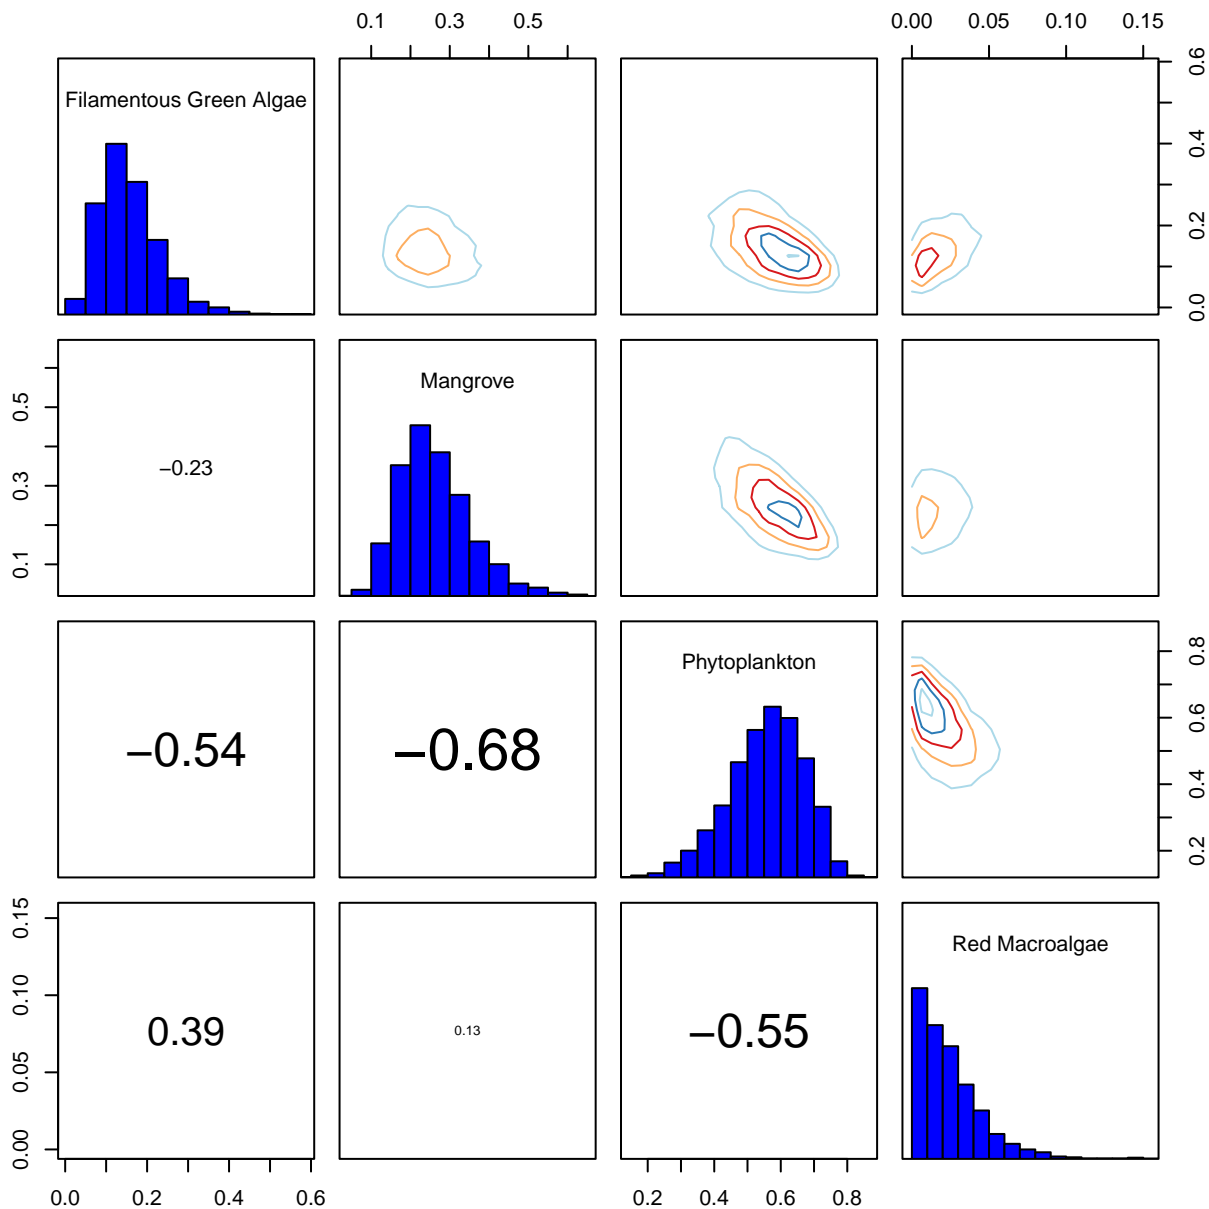 0.1 0.3 0.5 0.00 0.05 0.10 0.15
Filamentous Green Algae
0.0 0.2 0.4 0.6
0.1 0.3 0.5
−0.23
Mangrove
−0.54
−0.68
Phytoplankton
0.2 0.4 0.6 0.8
0.00 0.05 0.10 0.15
0.39
0.13
−0.55
Red Macroalgae
0.0 0.2 0.4 0.6 0.2 0.4 0.6 0.8